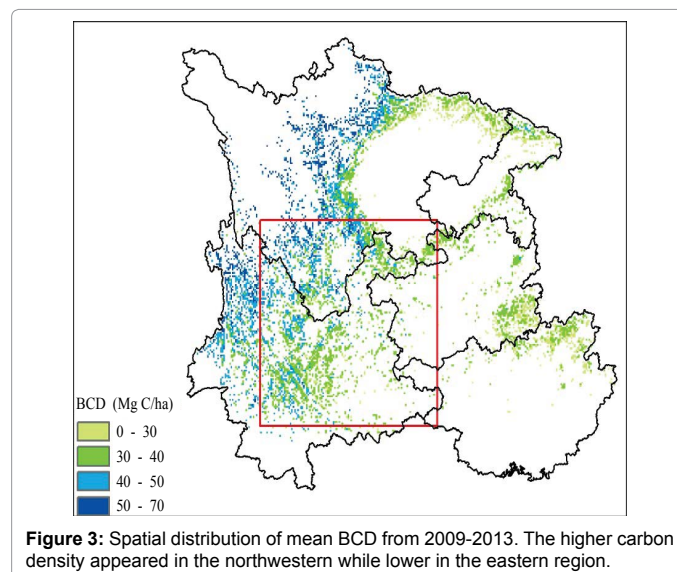 BCD (Mg C/ha)
0 - 30
30 - 40
40 - 50
50 - 70
Figure 3: Spatial distribution of mean BCD from 2009-2013. The higher carbon
density appeared in the northwestern while lower in the eastern region.